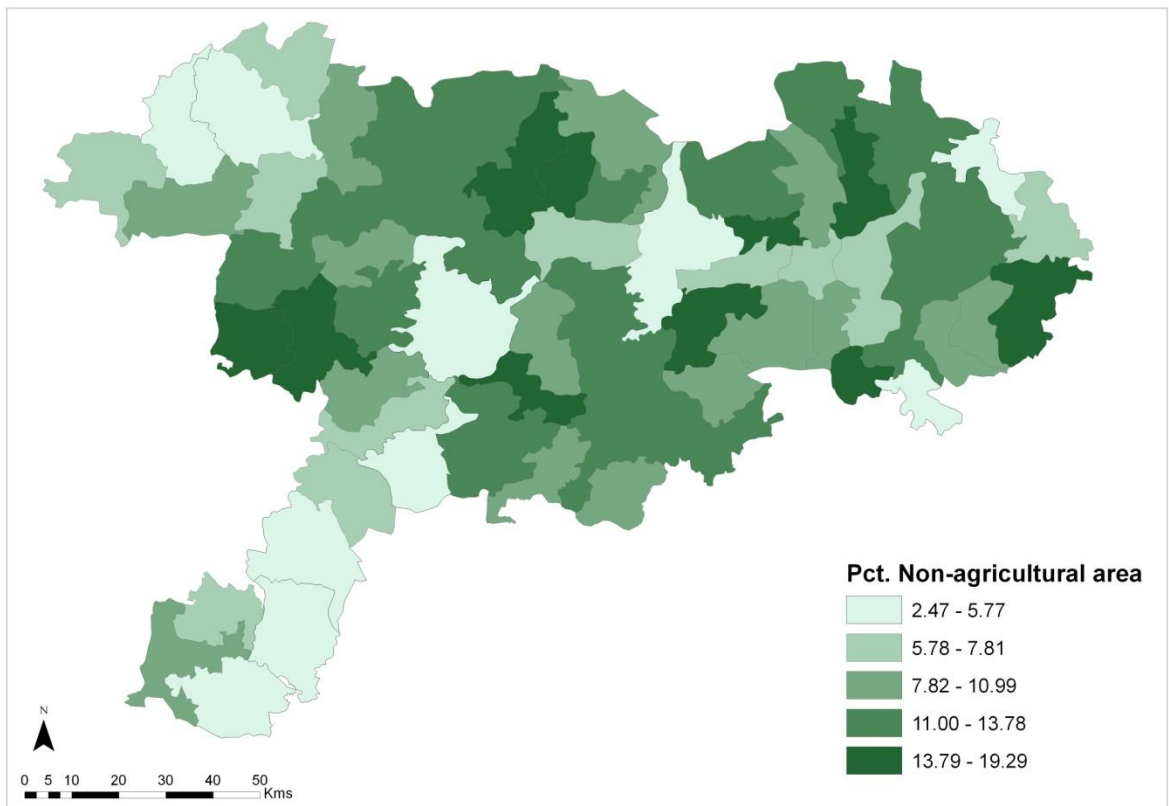 Pct. Non-agricultural area
2.47 - 5.77
5.78 - 7.81
7.82 - 10.99
11.00 - 13.78
13.79 - 19.29
N
0 5 10 20 30 40 50
Kms